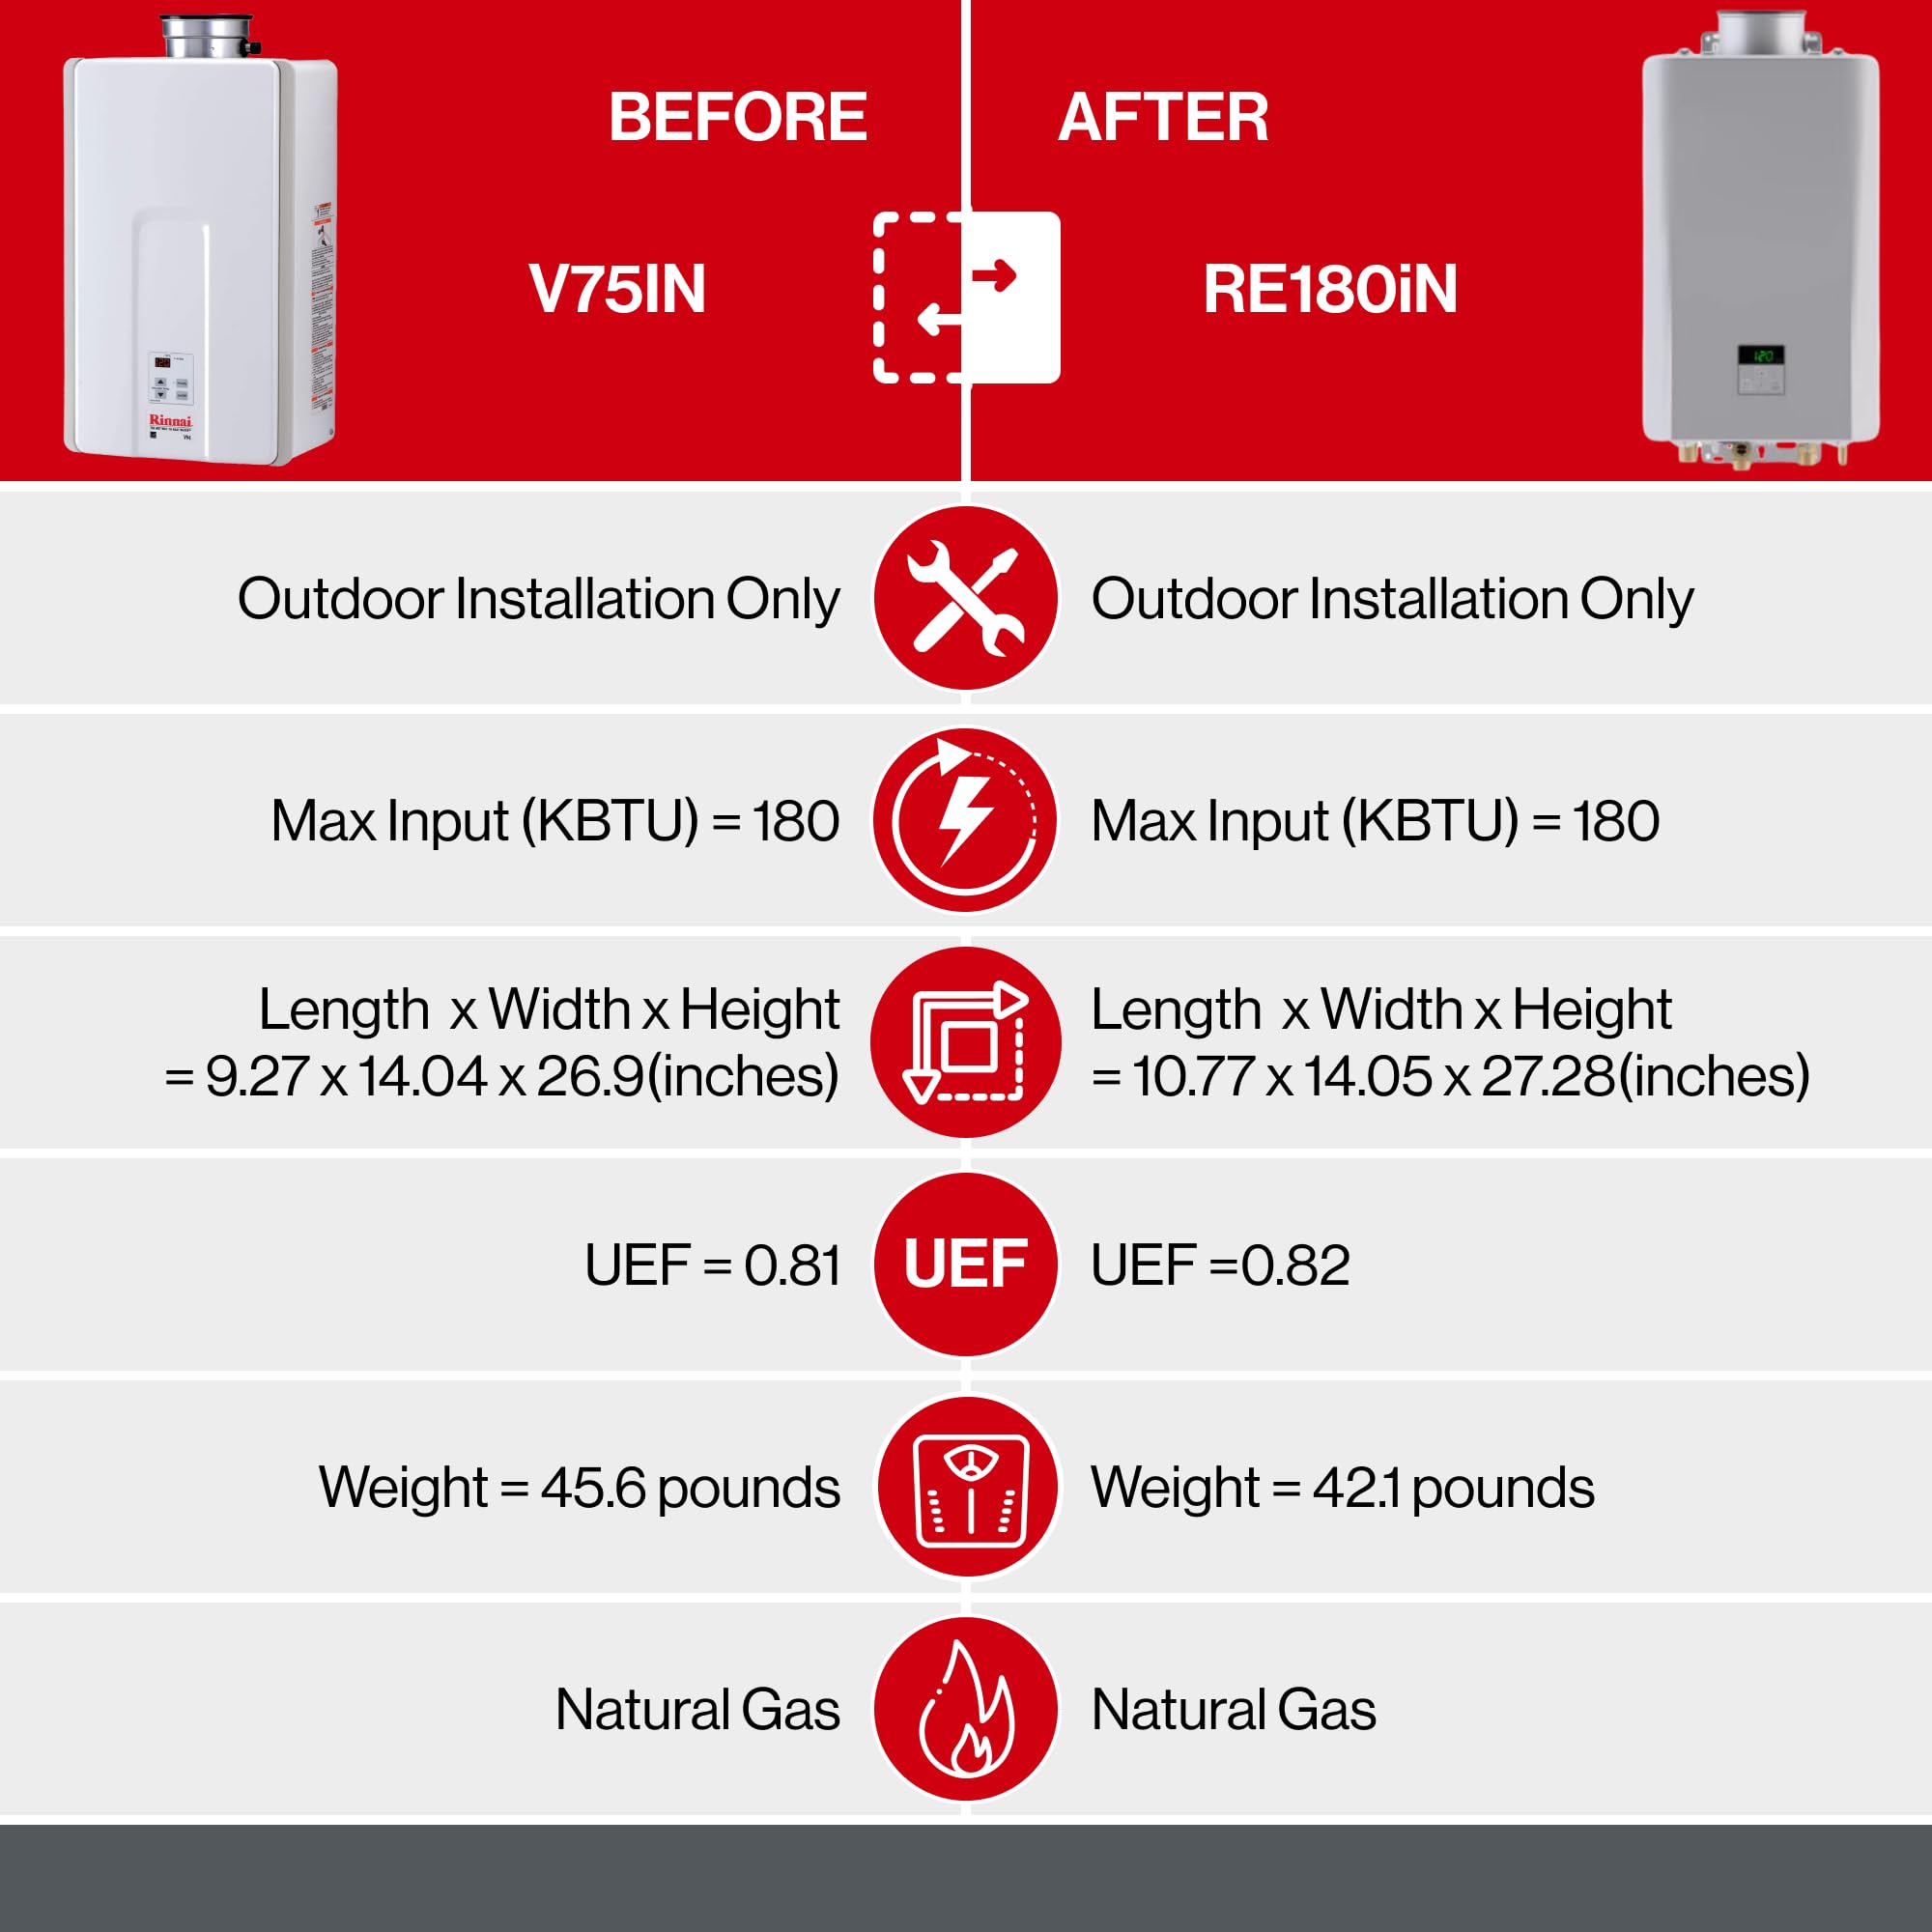 BEFORE
AFTER
V75IN
RE180iN
120
Rinnai
120
Outdoor Installation Only
Outdoor Installation Only
Max Input (KBTU) = 180
Max Input (KBTU) = 180
Length x Width x Height
= 9.27 x 14.04 x 26.9(inches)
Length x Width x Height
= 10.77 x 14.05 x 27.28(inches)
UEF = 0.81
UEF
UEF =0.82
Weight = 45.6 pounds
Weight = 42.1 pounds
Natural Gas
Natural Gas